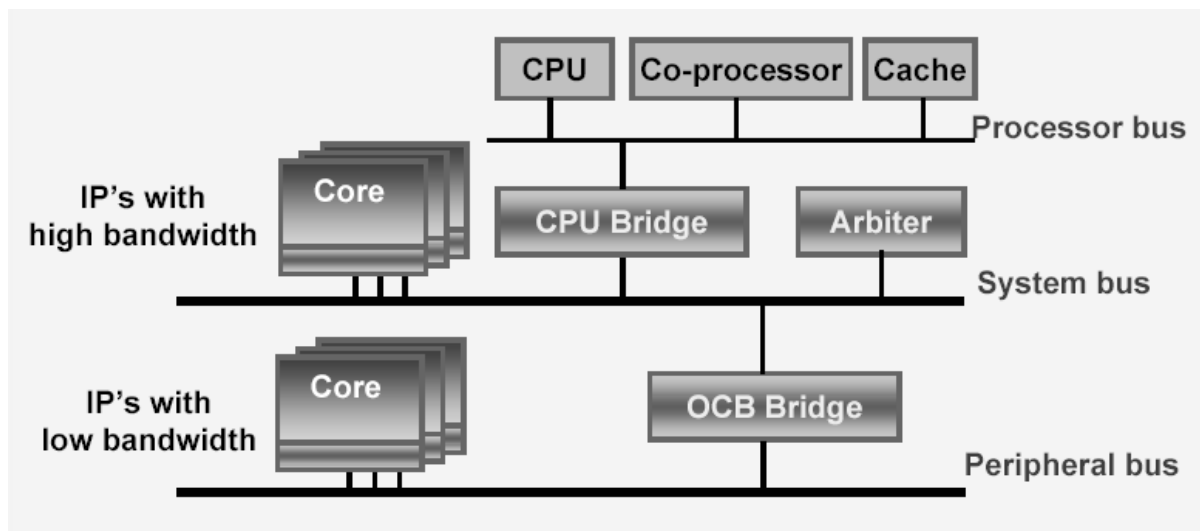 CPU
Co-processor
Cache
Processor bus
IP's with
high bandwidth
Core
CPU Bridge
Arbiter
System bus
IP's with
low bandwidth
Core
OCB Bridge
Peripheral bus